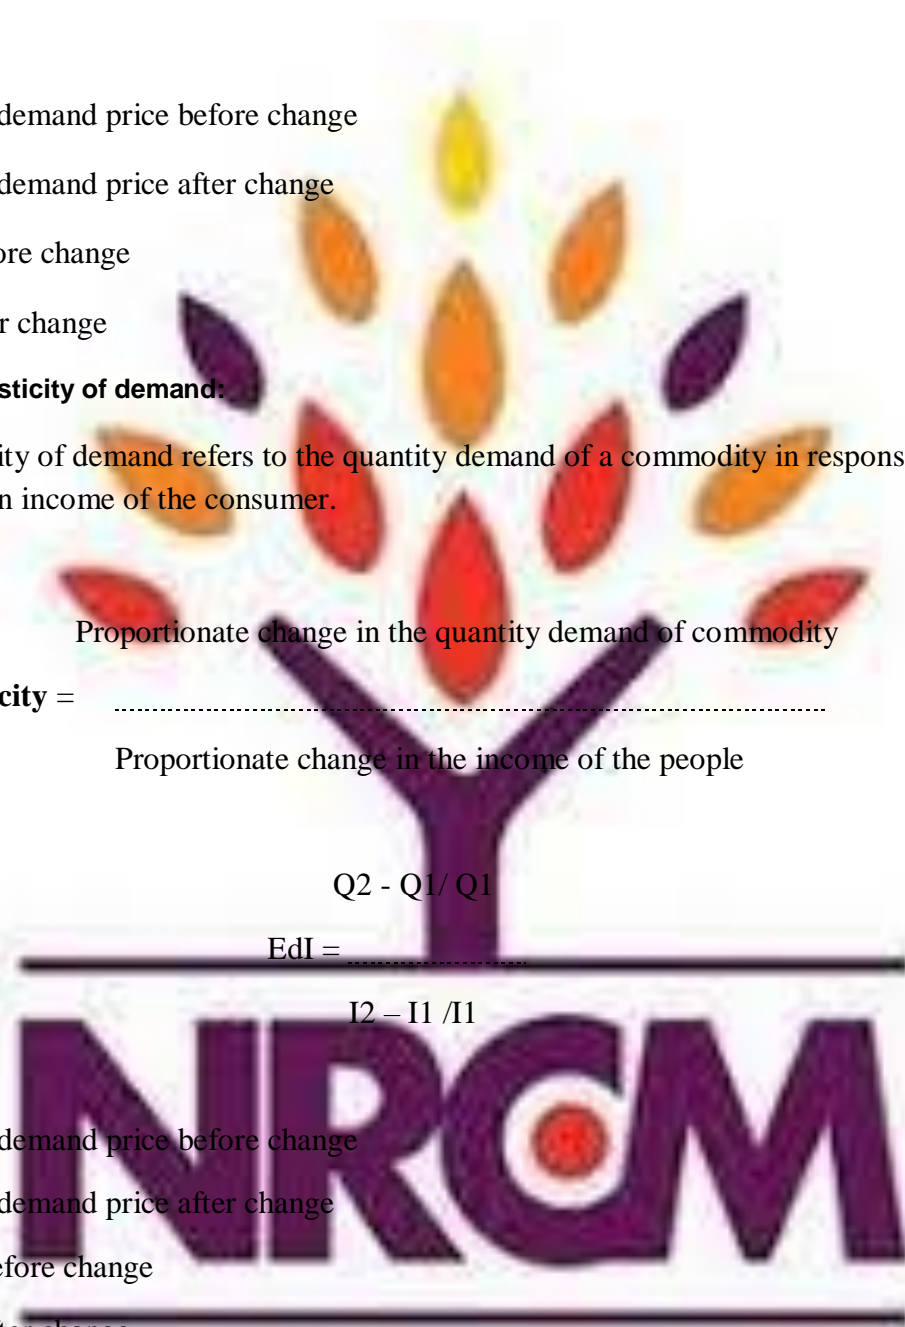 demand price before change
demand price after change
ore change
r change
sticity of demand:
ity of demand refers to the quantity demand of a commodity in respons
n income of the consumer.
Proportionate change in the quantity demand of commodity
city =
Proportionate change in the income of the people
Q2 - Q1/ Q1
EdI =
I2 – I1 /I1
demand price before change
demand price after change
efore change
ter change
NRCM